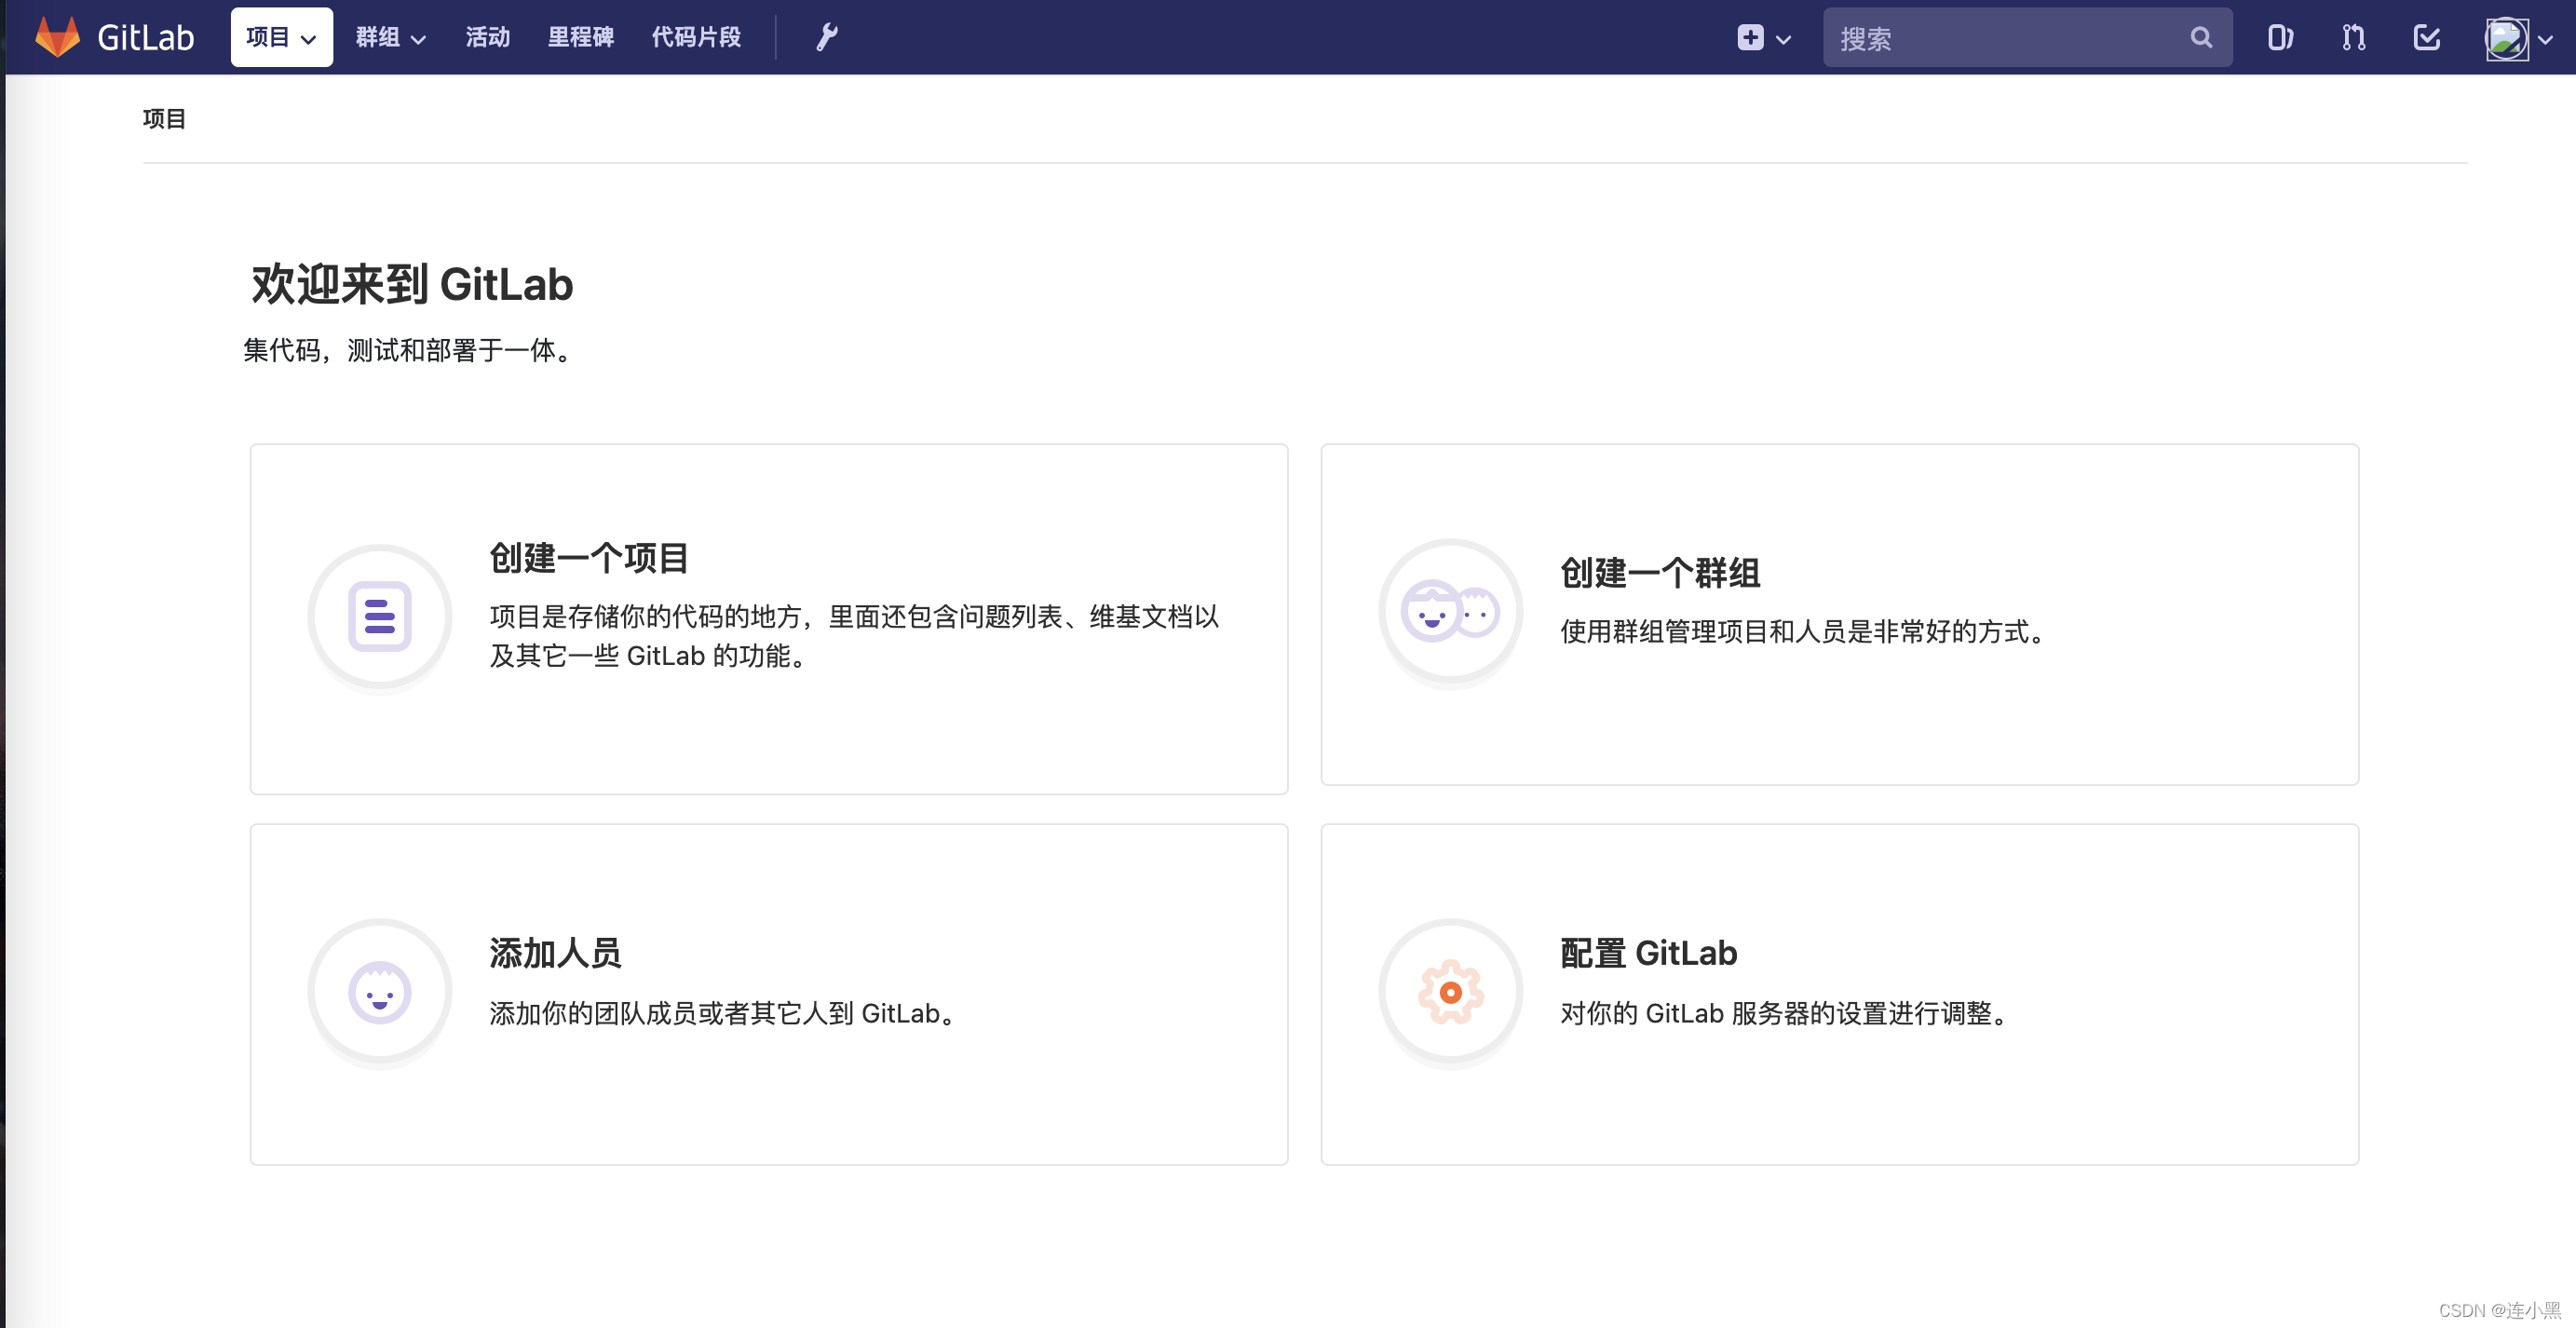 GitLab 项目 群组 活动 里程碑 代码片段 搜索
项目
欢迎来到 GitLab
集代码，测试和部署于一体。
创建一个项目
项目是存储你的代码的地方，里面还包含问题列表、维基文档以
及其它一些 GitLab 的功能。
创建一个群组
使用群组管理项目和人员是非常好的方式。
添加人员
添加你的团队成员或者其它人到 GitLab。
配置 GitLab
对你的 GitLab 服务器的设置进行调整。
CSDN @连小黑